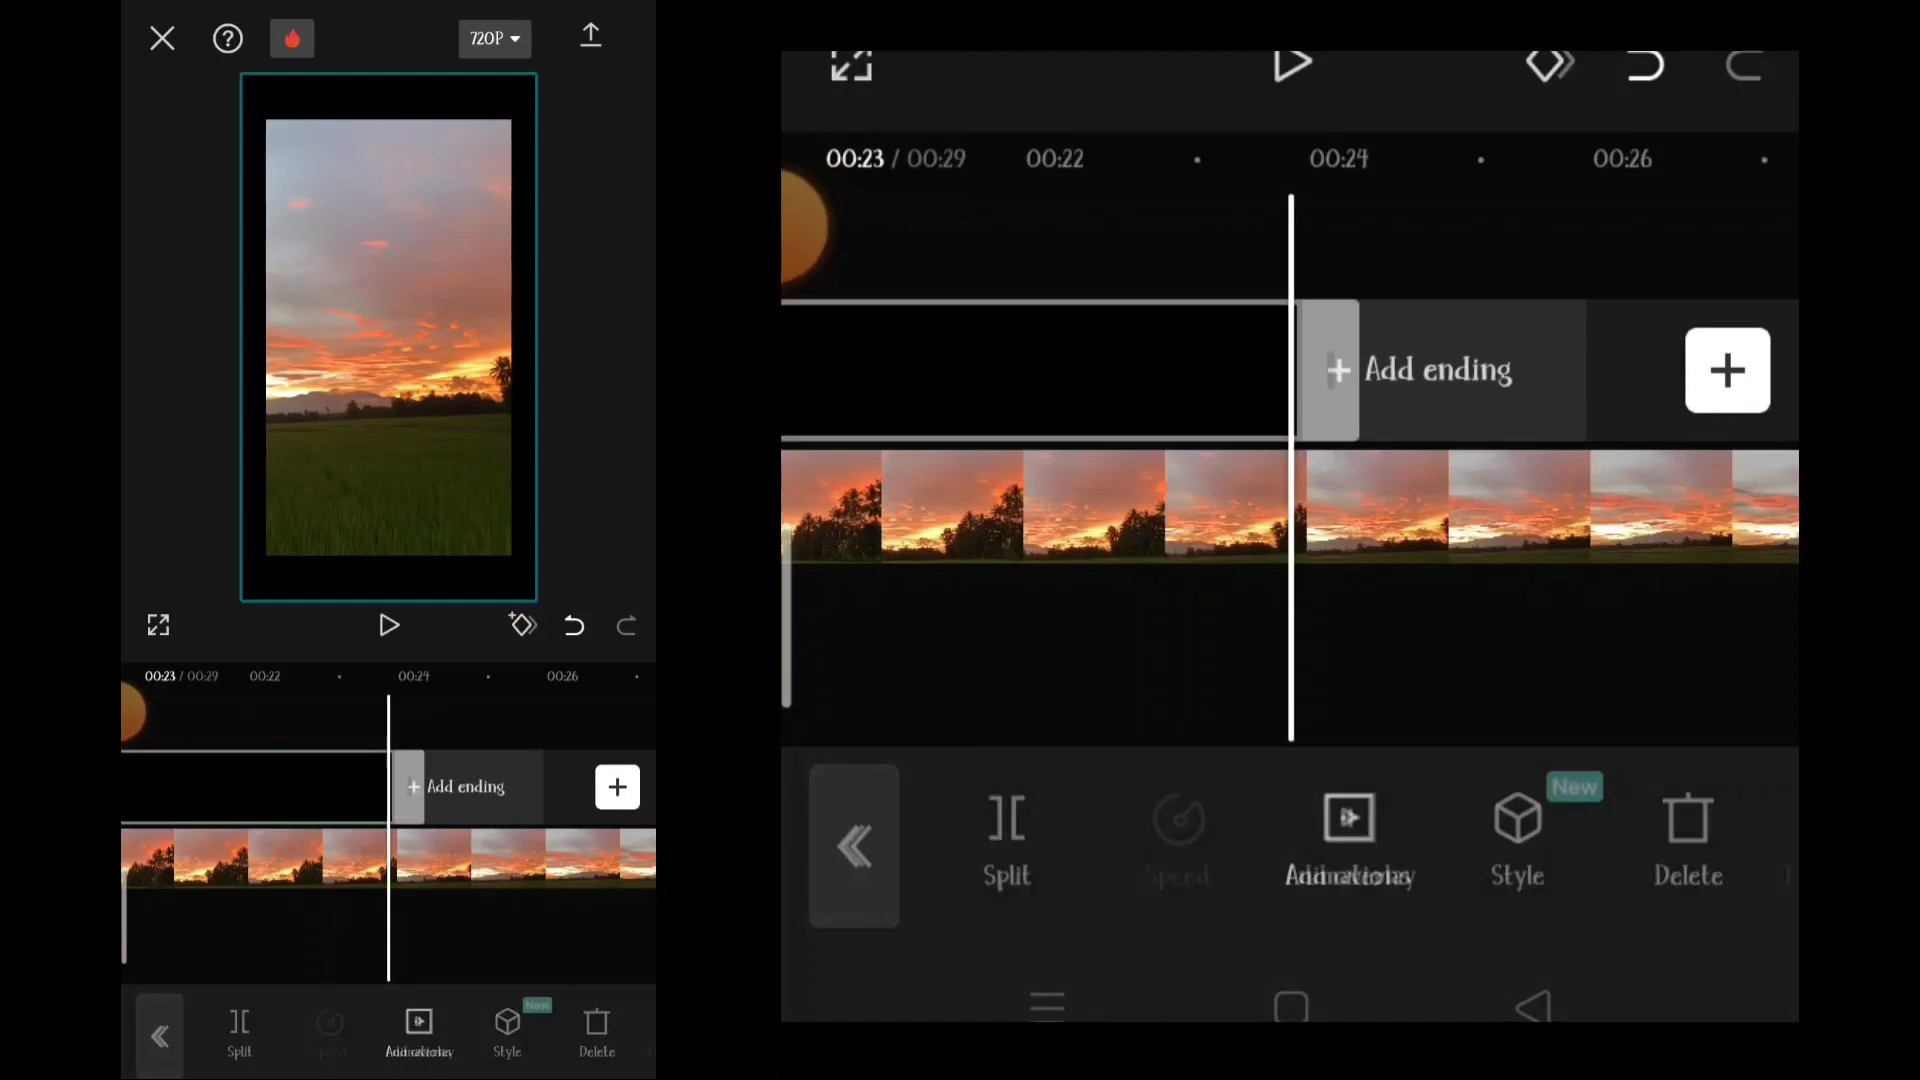 720P
00:23 / 00:29 00:22 00:24 00:26
Add ending
New
Split Style Delete
00:23 / 00:29 00:22 00:24 00:26
Add ending
New
Split Speed Style Delete